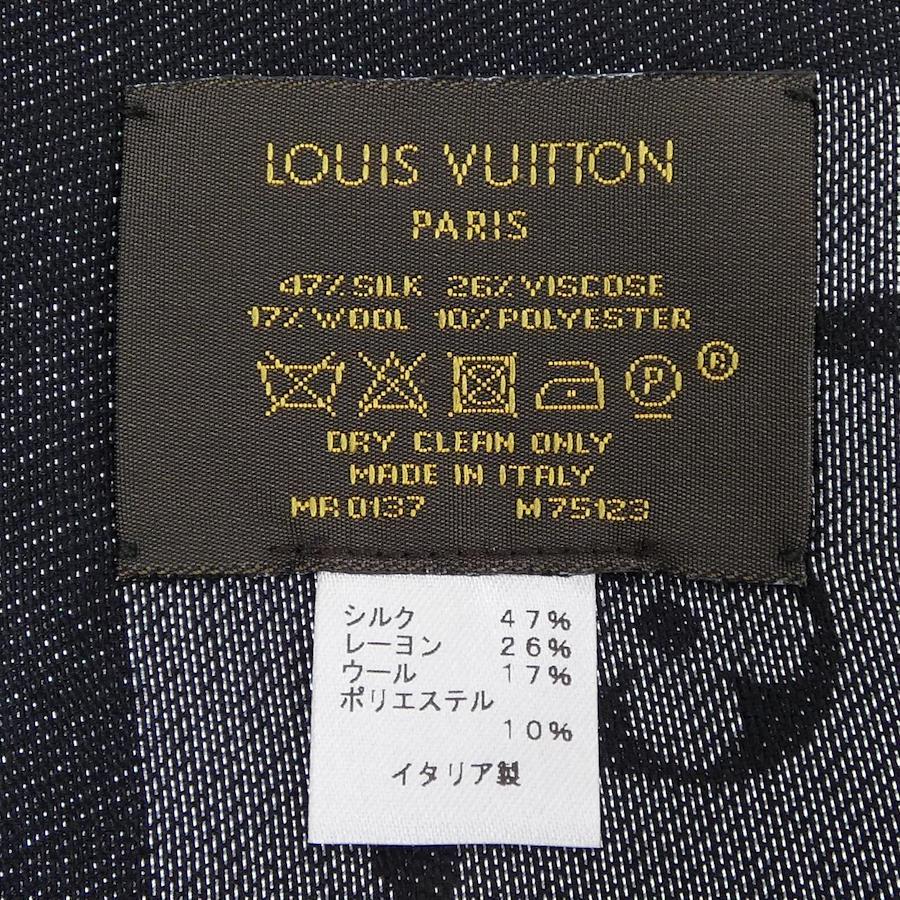 LOUIS VUITTON
PARIS
47% SILK 26% VISCOSE
17% WOOL 10% POLYESTER
P ®
DRY CLEAN ONLY
MADE IN ITALY
MR0137 M75123
シルク 47%
レーヨン 26%
ウール 17%
ポリエステル
10%
イタリア製